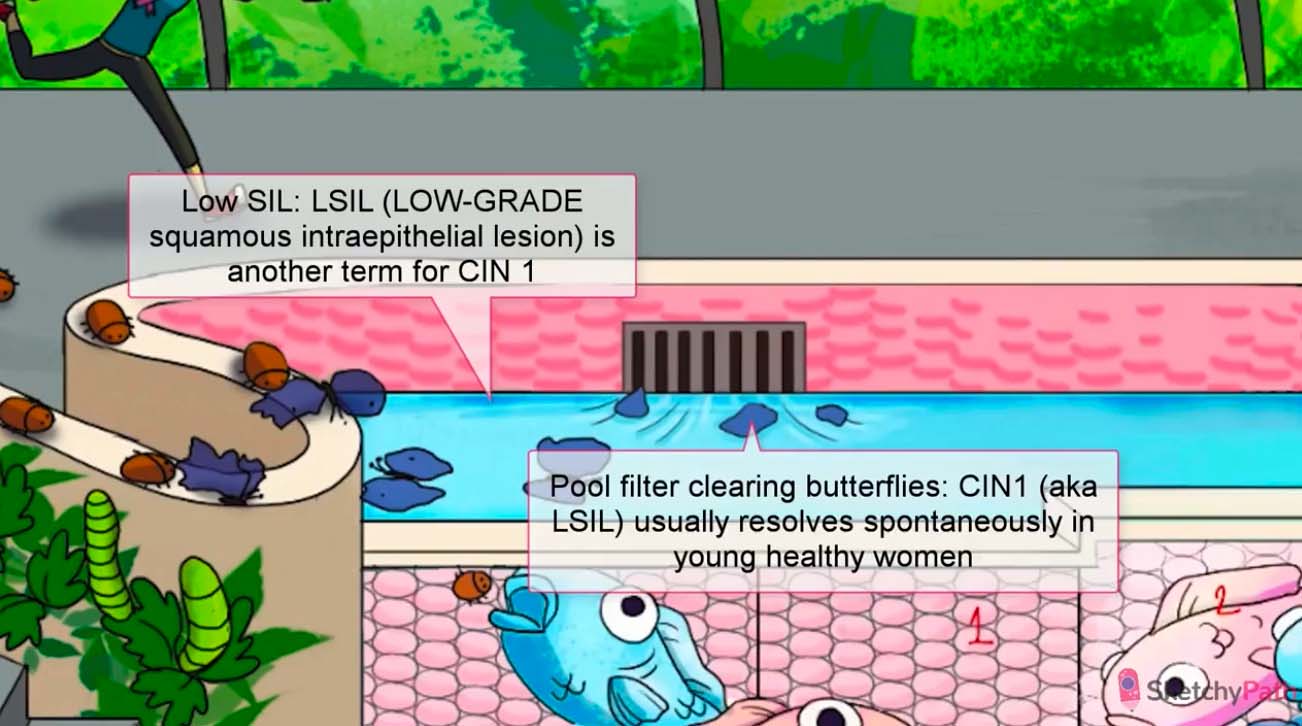 Low SIL: LSIL (LOW-GRADE
squamous intraepithelial lesion) is
another term for CIN 1
Pool filter clearing butterflies: CIN1 (aka
LSIL) usually resolves spontaneously in
young healthy women
1
2
3
SketchyPath